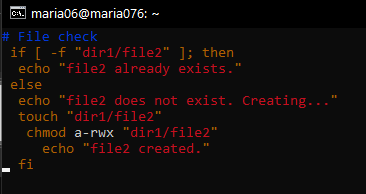 maria06@maria076: ~
# File check
if [ -f "dir1/file2" ]; then
echo "file2 already exists."
else
echo "file2 does not exist. Creating..."
touch "dir1/file2"
chmod a-rwx "dir1/file2"
echo "file2 created."
fi